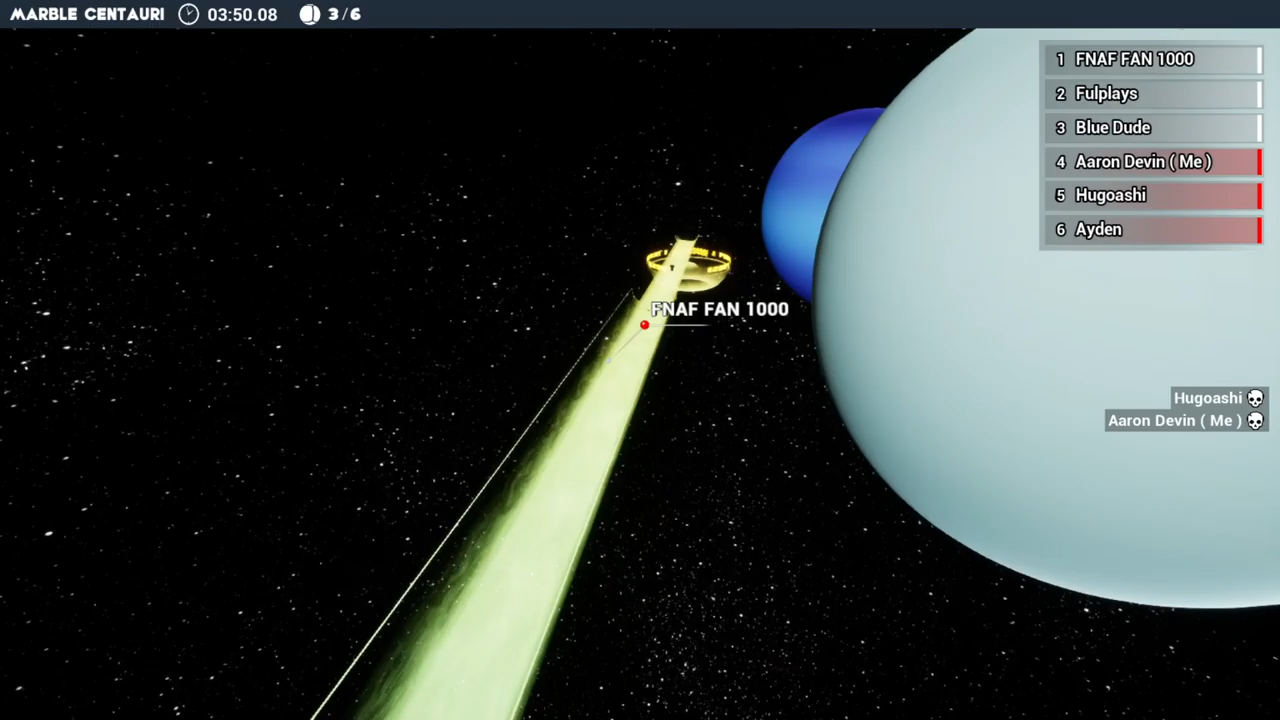 MARBLE CENTAURI 03:50.08 3/6
1 FNAF FAN 1000
2 Fulplays
3 Blue Dude
4 Aaron Devin ( Me )
5 Hugoashi
6 Ayden
FNAF FAN 1000
Hugoashi
Aaron Devin ( Me )